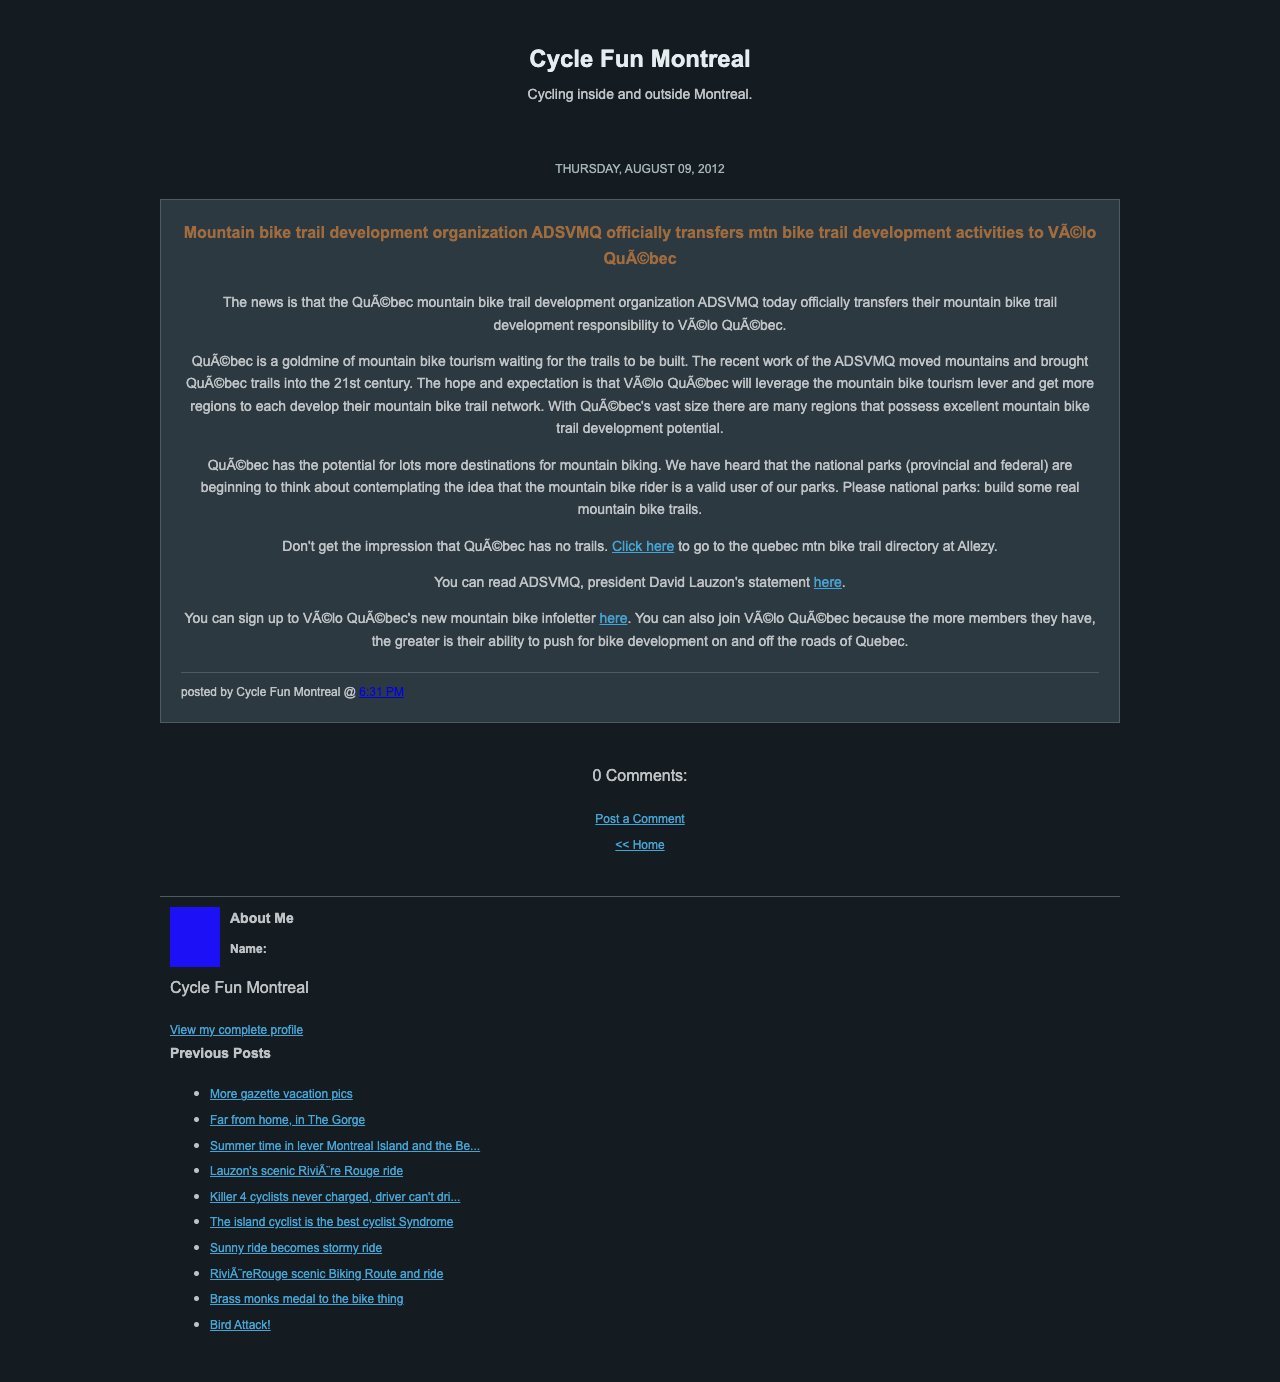 Cycle Fun Montreal
Cycling inside and outside Montreal.
THURSDAY, AUGUST 09, 2012
Mountain bike trail development organization ADSVMQ officially transfers mtn bike trail development activities to VÃ©lo
QuÃ©bec
The news is that the QuÃ©bec mountain bike trail development organization ADSVMQ today officially transfers their mountain bike trail
development responsibility to VÃ©lo QuÃ©bec.
QuÃ©bec is a goldmine of mountain bike tourism waiting for the trails to be built. The recent work of the ADSVMQ moved mountains and brought
QuÃ©bec trails into the 21st century. The hope and expectation is that VÃ©lo QuÃ©bec will leverage the mountain bike tourism lever and get more
regions to each develop their mountain bike trail network. With QuÃ©bec's vast size there are many regions that possess excellent mountain bike
trail development potential.
QuÃ©bec has the potential for lots more destinations for mountain biking. We have heard that the national parks (provincial and federal) are
beginning to think about contemplating the idea that the mountain bike rider is a valid user of our parks. Please national parks: build some real
mountain bike trails.
Don't get the impression that QuÃ©bec has no trails. Click here to go to the quebec mtn bike trail directory at Allezy.
You can read ADSVMQ, president David Lauzon's statement here.
You can sign up to VÃ©lo QuÃ©bec's new mountain bike infoletter here. You can also join VÃ©lo QuÃ©bec because the more members they have,
the greater is their ability to push for bike development on and off the roads of Quebec.
posted by Cycle Fun Montreal @ 6:31 PM
0 Comments:
Post a Comment
<< Home
About Me
Name:
Cycle Fun Montreal
View my complete profile
Previous Posts
More gazette vacation pics
Far from home, in The Gorge
Summer time in lever Montreal Island and the Be...
Lauzon's scenic RiviÃ¨re Rouge ride
Killer 4 cyclists never charged, driver can't dri...
The island cyclist is the best cyclist Syndrome
Sunny ride becomes stormy ride
RiviÃ¨reRouge scenic Biking Route and ride
Brass monks medal to the bike thing
Bird Attack!